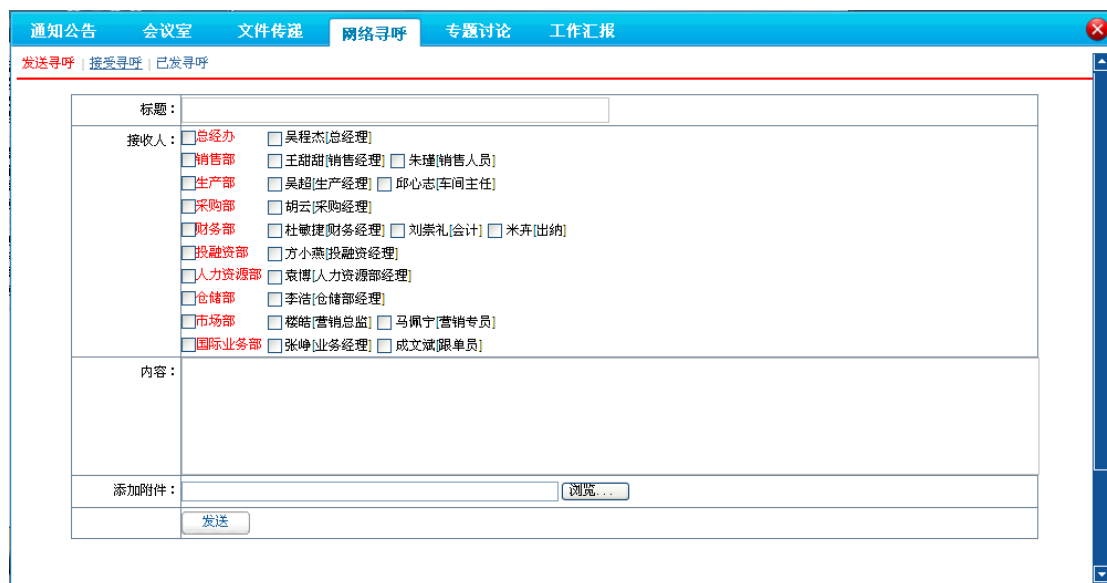 通知公告 会议室 文件传递 网络寻呼 专题讨论 工作汇报
发送寻呼 | 接受寻呼 | 已发寻呼
标题：
接收人： 总经办 吴程杰[总经理]
销售部 王甜甜[销售经理] 朱瑾[销售人员]
生产部 吴超[生产经理] 邱心志[车间主任]
采购部 胡云[采购经理]
财务部 杜敏捷[财务经理] 刘崇礼[会计] 米卉[出纳]
投融资部 方小燕[投融资经理]
人力资源部 袁博[人力资源部经理]
仓储部 李洁[仓储部经理]
市场部 楼皓[营销总监] 马佩宁[营销专员]
国际业务部 张峥[业务经理] 成文斌[跟单员]
内容：
添加附件： 浏览...
发送